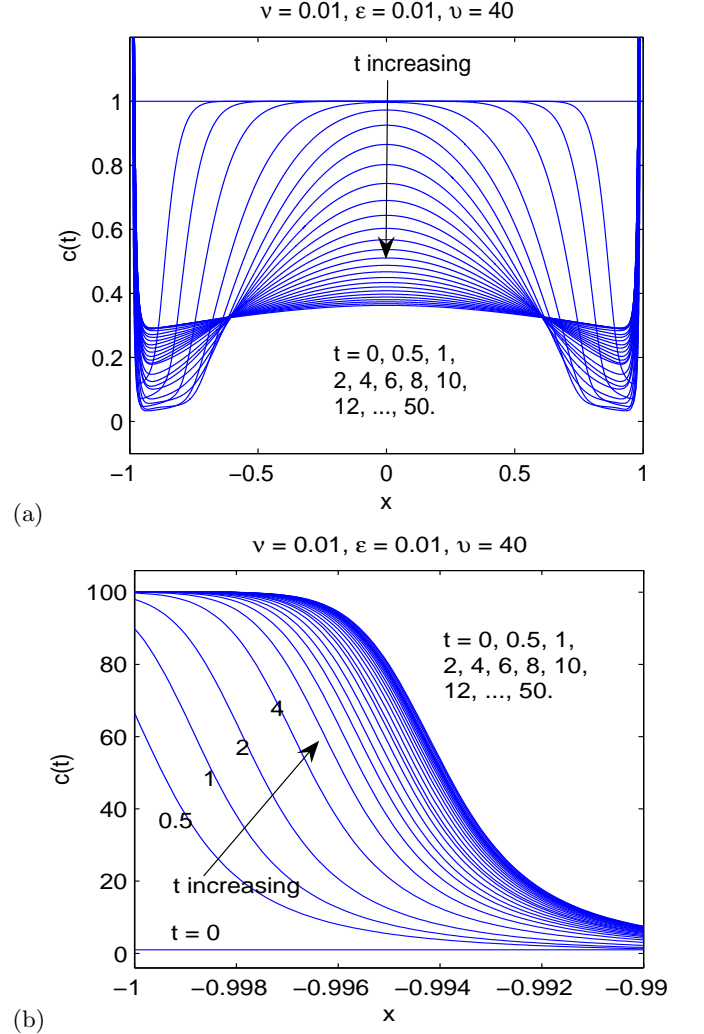 ν = 0.01, ε = 0.01, υ = 40
t increasing
1
0.8
0.6
0.4
0.2
0
c(t)
t = 0, 0.5, 1,
2, 4, 6, 8, 10,
12, ..., 50.
−1
−0.5
0
0.5
1
x
(a)
ν = 0.01, ε = 0.01, υ = 40
100
80
60
40
20
0
c(t)
t = 0, 0.5, 1,
2, 4, 6, 8, 10,
12, ..., 50.
4
2
1
0.5
t increasing
t = 0
−1
−0.998
−0.996
−0.994
−0.992
−0.99
x
(b)